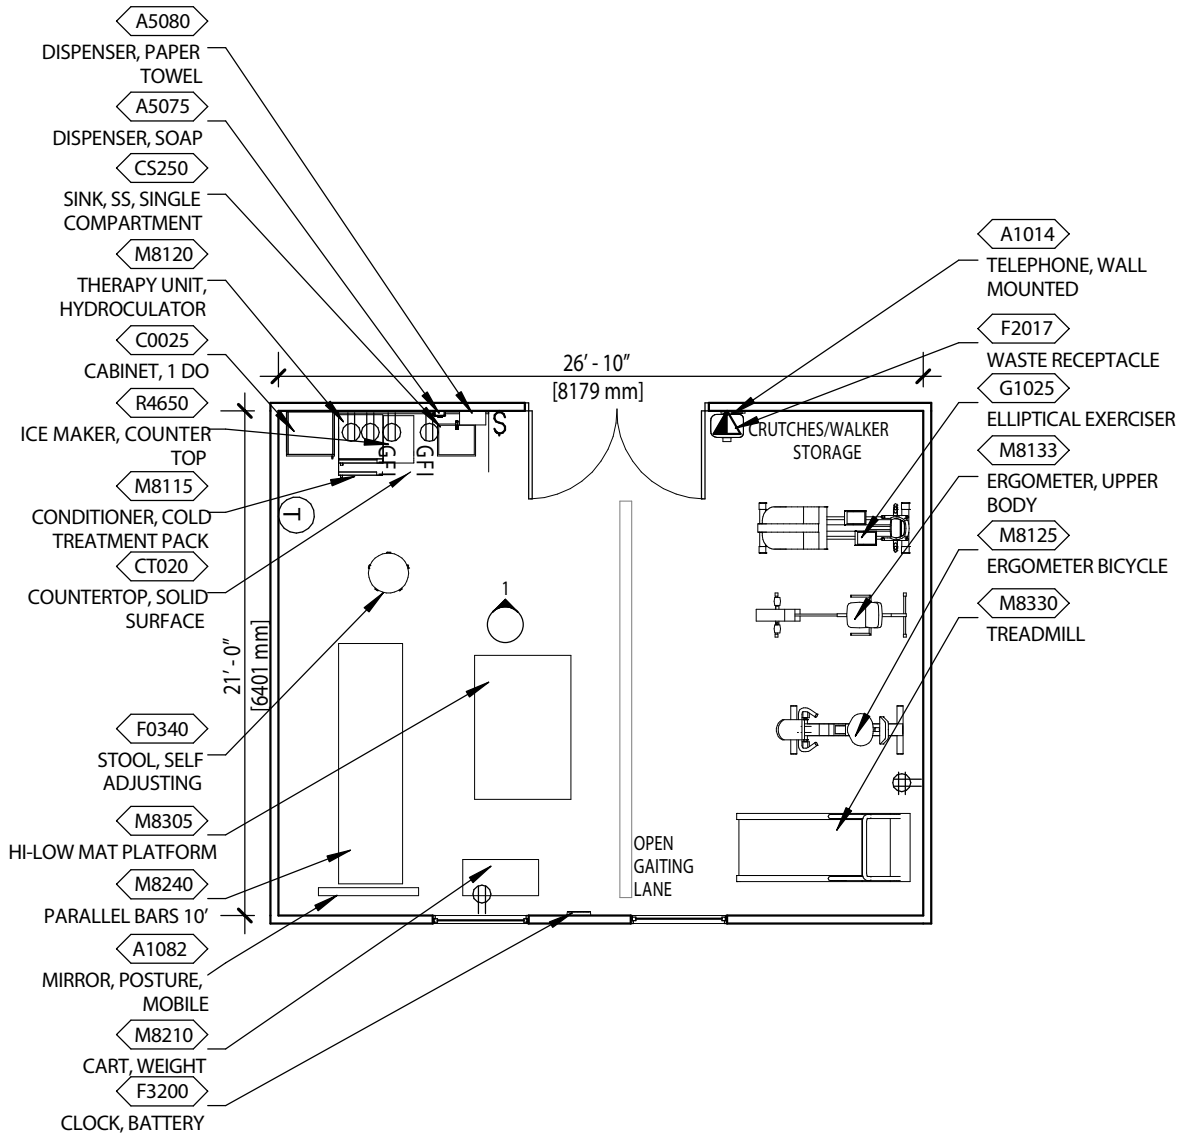 A5080
DISPENSER, PAPER
TOWEL
A5075
DISPENSER, SOAP
CS250
SINK, SS, SINGLE
COMPARTMENT
M8120
THERAPY UNIT,
HYDROCULATOR
C0025
CABINET, 1 DO
R4650
ICE MAKER, COUNTER
TOP
M8115
CONDITIONER, COLD
TREATMENT PACK
CT020
COUNTERTOP, SOLID
SURFACE
F0340
STOOL, SELF
ADJUSTING
M8305
HI-LOW MAT PLATFORM
M8240
PARALLEL BARS 10'
A1082
MIRROR, POSTURE,
MOBILE
M8210
CART, WEIGHT
F3200
CLOCK, BATTERY
26' - 10"
[8179 mm]
21' - 0"
[6401 mm]
GFI
GFI
$
T
1
CRUTCHES/WALKER
STORAGE
OPEN
GAITING
LANE
A1014
TELEPHONE, WALL
MOUNTED
F2017
WASTE RECEPTACLE
G1025
ELLIPTICAL EXERCISER
M8133
ERGOMETER, UPPER
BODY
M8125
ERGOMETER BICYCLE
M8330
TREADMILL